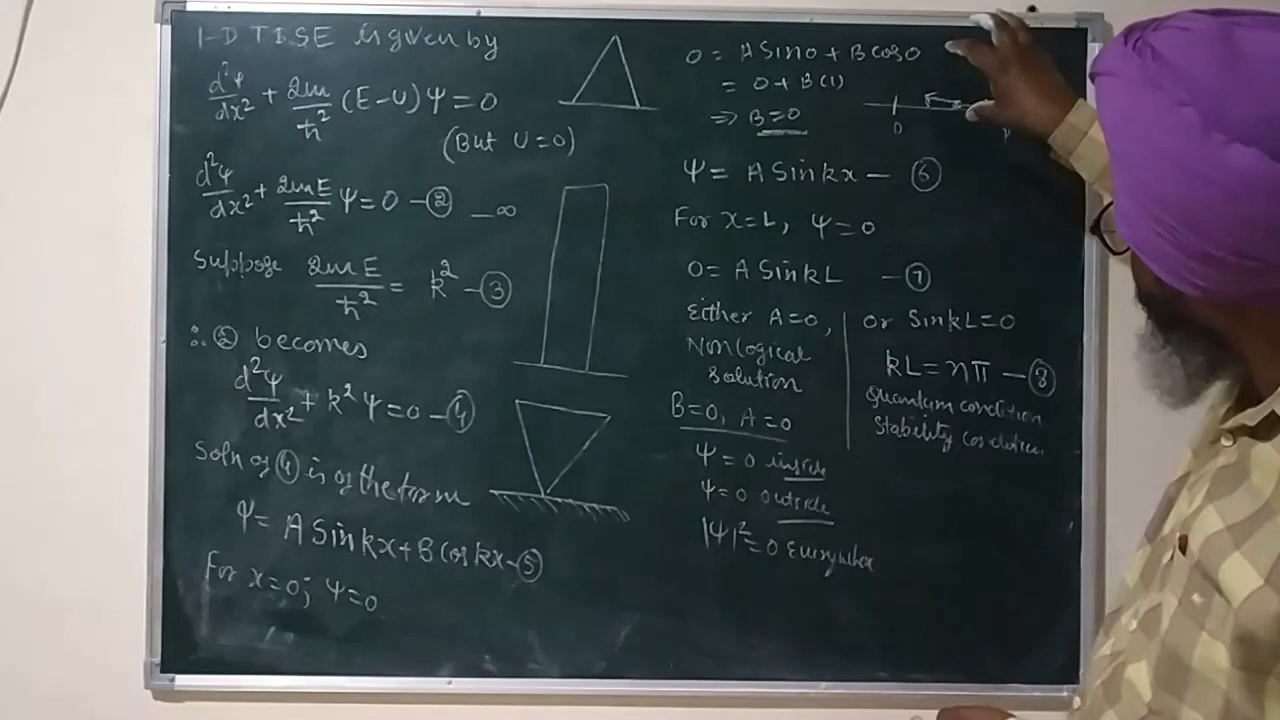 1-D TISE is given by
d²ψ/dx² + 2m/ħ² (E-U)ψ = 0
(But U=0)
d²ψ/dx² + 2mE/ħ² ψ = 0 - ②
- ∞
Suppose 2mE/ħ² = k² - ③
∴ ② becomes
d²ψ/dx² + k²ψ = 0 - ④
Soln of ④ is of the form
ψ = A Sin kx + B Cos kx - ⑤
For x=0; ψ=0
0 = A Sin 0 + B cos 0
= 0 + B(1)
⇒ B=0
0
ψ = A Sin kx - ⑥
For x=L, ψ=0
0 = A Sin kL - ⑦
Either A=0,
Non logical
solution
B=0, A=0
ψ=0 inside
ψ=0 outside
|ψ|²=0 Everywhere
Or Sin kL=0
kL = nπ - ⑧
Quantum condition
Stability condition